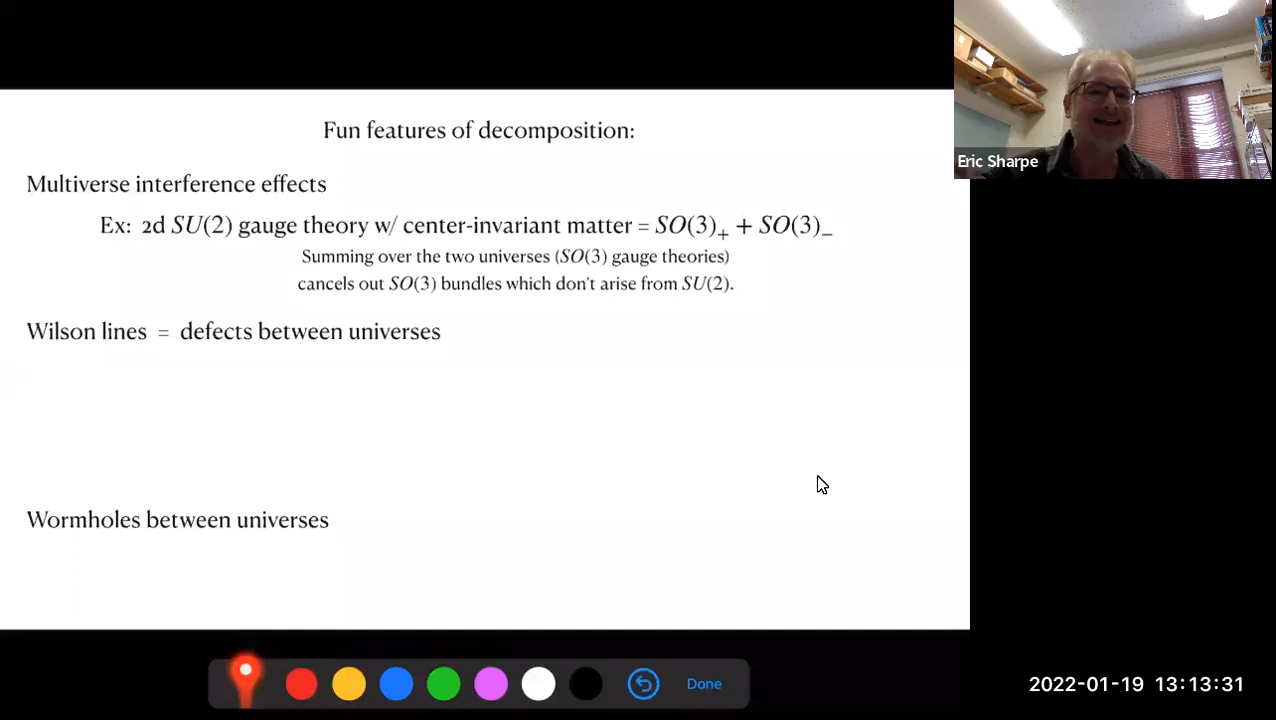 Fun features of decomposition:
Multiverse interference effects
Ex: 2d SU(2) gauge theory w/ center-invariant matter = SO(3)₊ + SO(3)₋
Summing over the two universes (SO(3) gauge theories)
cancels out SO(3) bundles which don't arise from SU(2).
Wilson lines = defects between universes
Wormholes between universes
Eric Sharpe
Done
2022-01-19 13:13:31